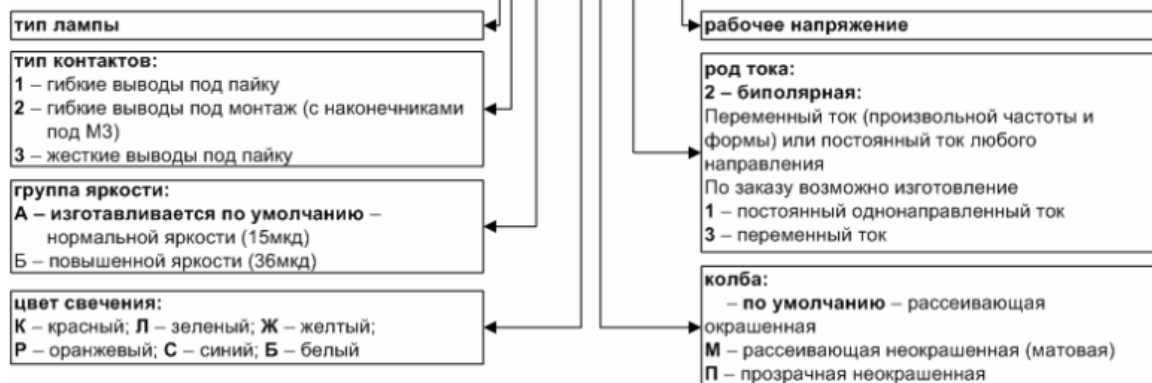 тип лампы
тип контактов:
1 – гибкие выводы под пайку
2 – гибкие выводы под монтаж (с наконечниками
под М3)
3 – жесткие выводы под пайку
группа яркости:
А – изготавливается по умолчанию –
нормальной яркости (15мкд)
Б – повышенной яркости (36мкд)
цвет свечения:
К – красный; Л – зеленый; Ж – желтый;
Р – оранжевый; С – синий; Б – белый
рабочее напряжение
род тока:
2 – биполярная:
Переменный ток (произвольной частоты и
формы) или постоянный ток любого
направления
По заказу возможно изготовление
1 – постоянный однонаправленный ток
3 – переменный ток
колба:
– по умолчанию – рассеивающая
окрашенная
М – рассеивающая неокрашенная (матовая)
П – прозрачная неокрашенная